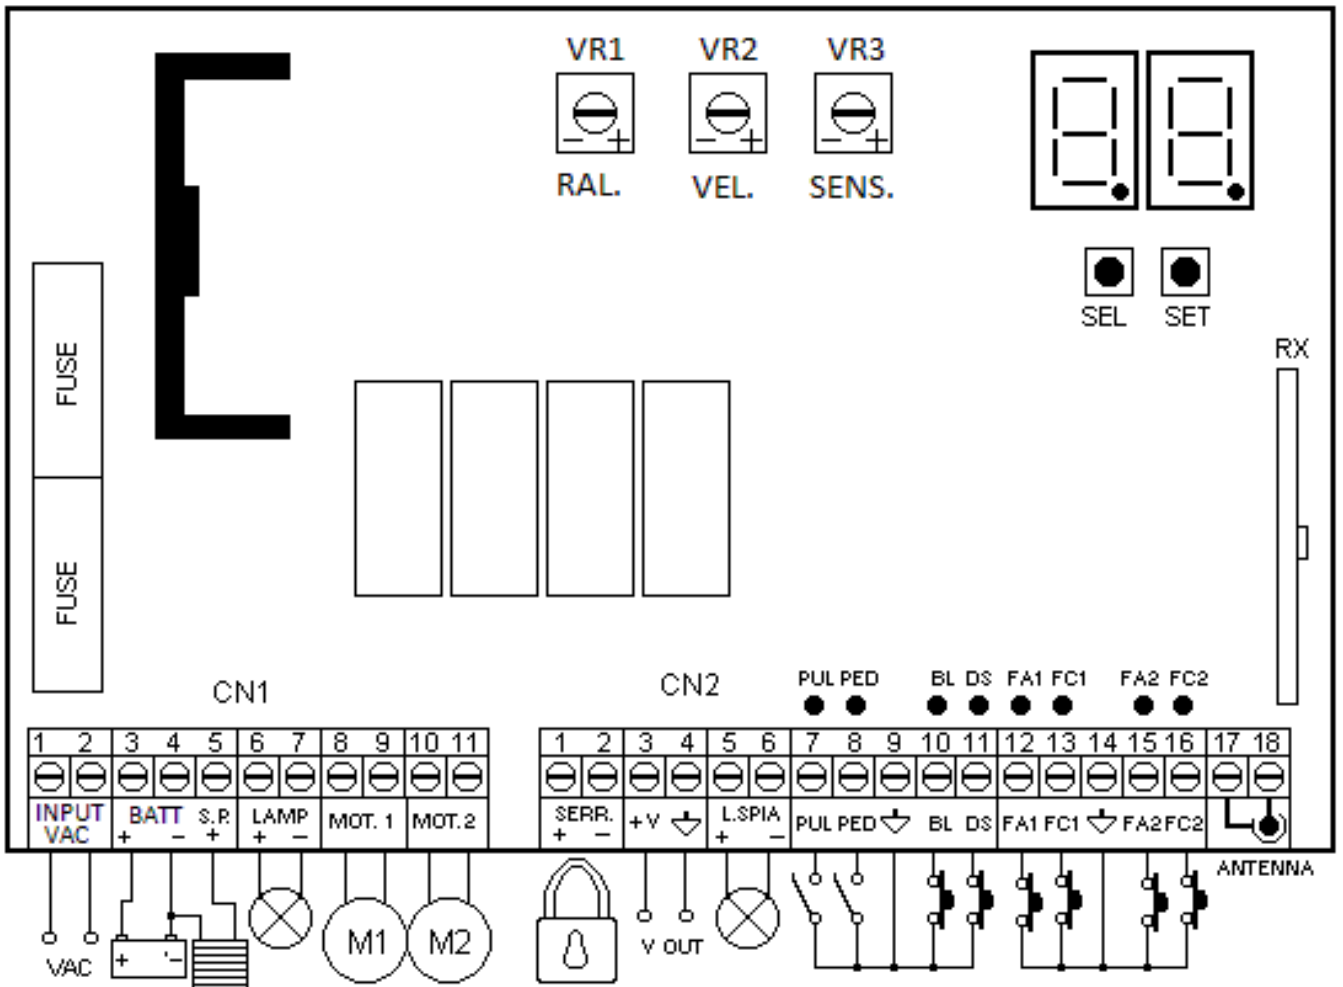 VR1 VR2 VR3
− + − + − +
RAL. VEL. SENS.
8. 8.
SEL SET
RX
FUSE
FUSE
CN1
CN2
PUL PED BL DS FA1 FC1 FA2 FC2
1 2 3 4 5 6 7 8 9 10 11
1 2 3 4 5 6 7 8 9 10 11 12 13 14 15 16 17 18
INPUT VAC
BATT + −
S.P. +
LAMP + −
MOT. 1
MOT.2
SERR. + −
+V
L.SPIA + −
PUL PED BL DS FA1 FC1 FA2 FC2
ANTENNA
VAC
+ −
M1
M2
V OUT